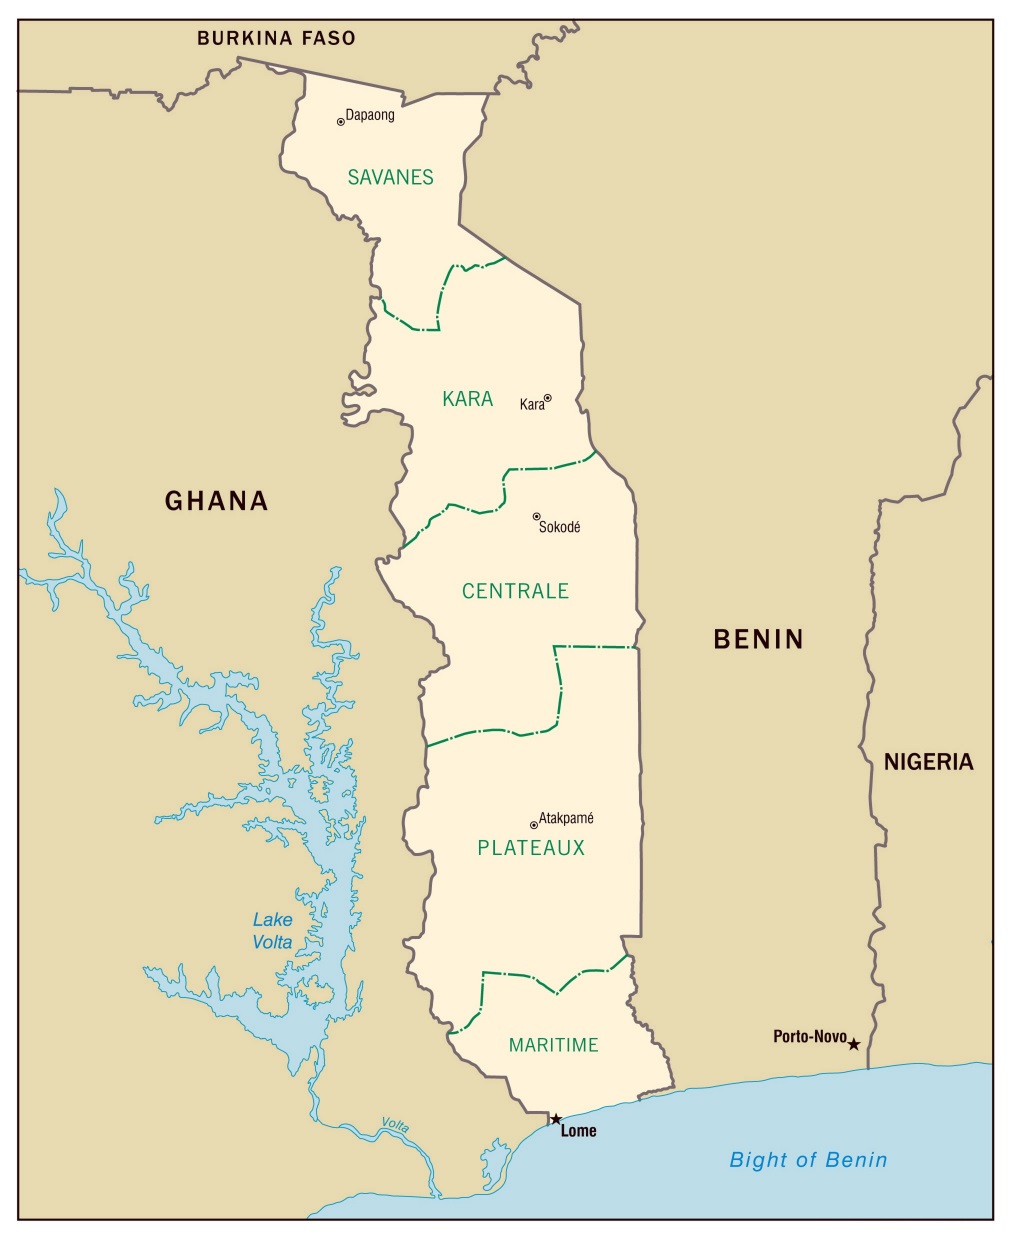 BURKINA FASO
Dapaong
SAVANES
KARA
Kara
GHANA
Sokodé
CENTRALE
BENIN
NIGERIA
Atakpamé
PLATEAUX
Lake
Volta
Porto-Novo
MARITIME
Volta
Lome
Bight of Benin